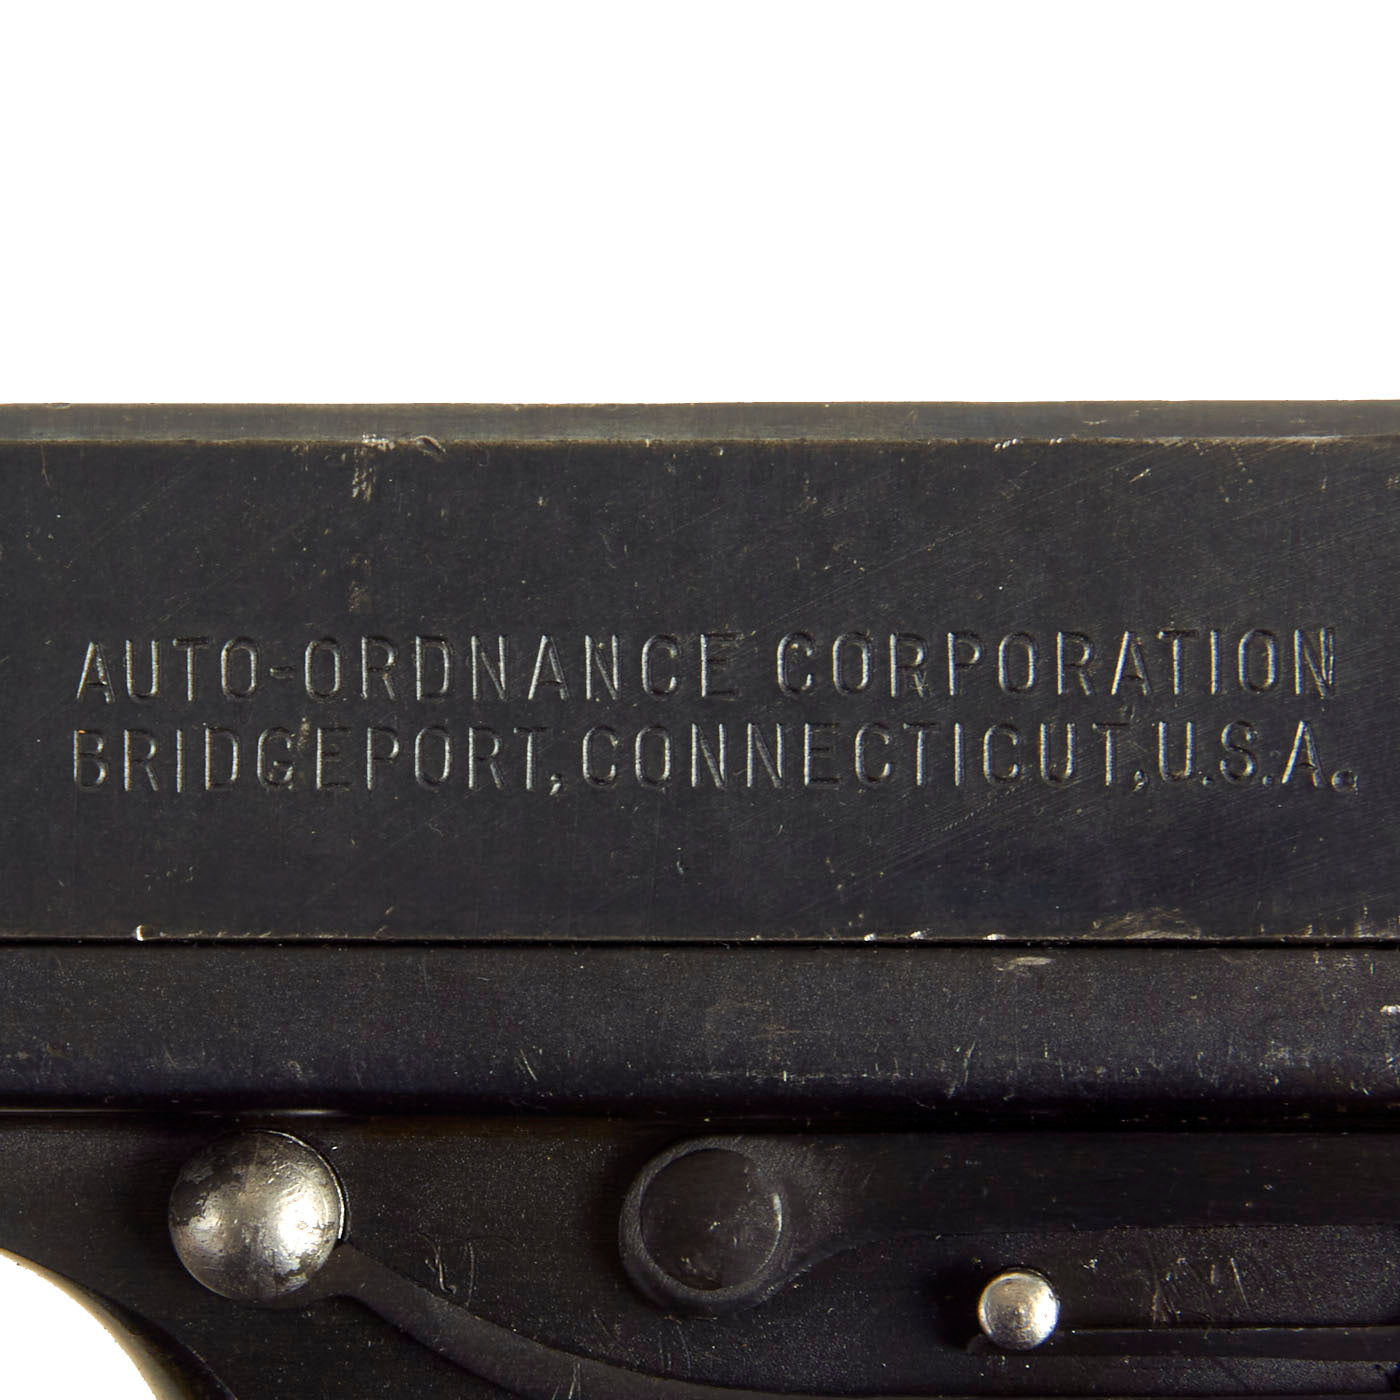 AUTO-ORDNANCE CORPORATION
BRIDGEPORT, CONNECTICUT, U.S.A.